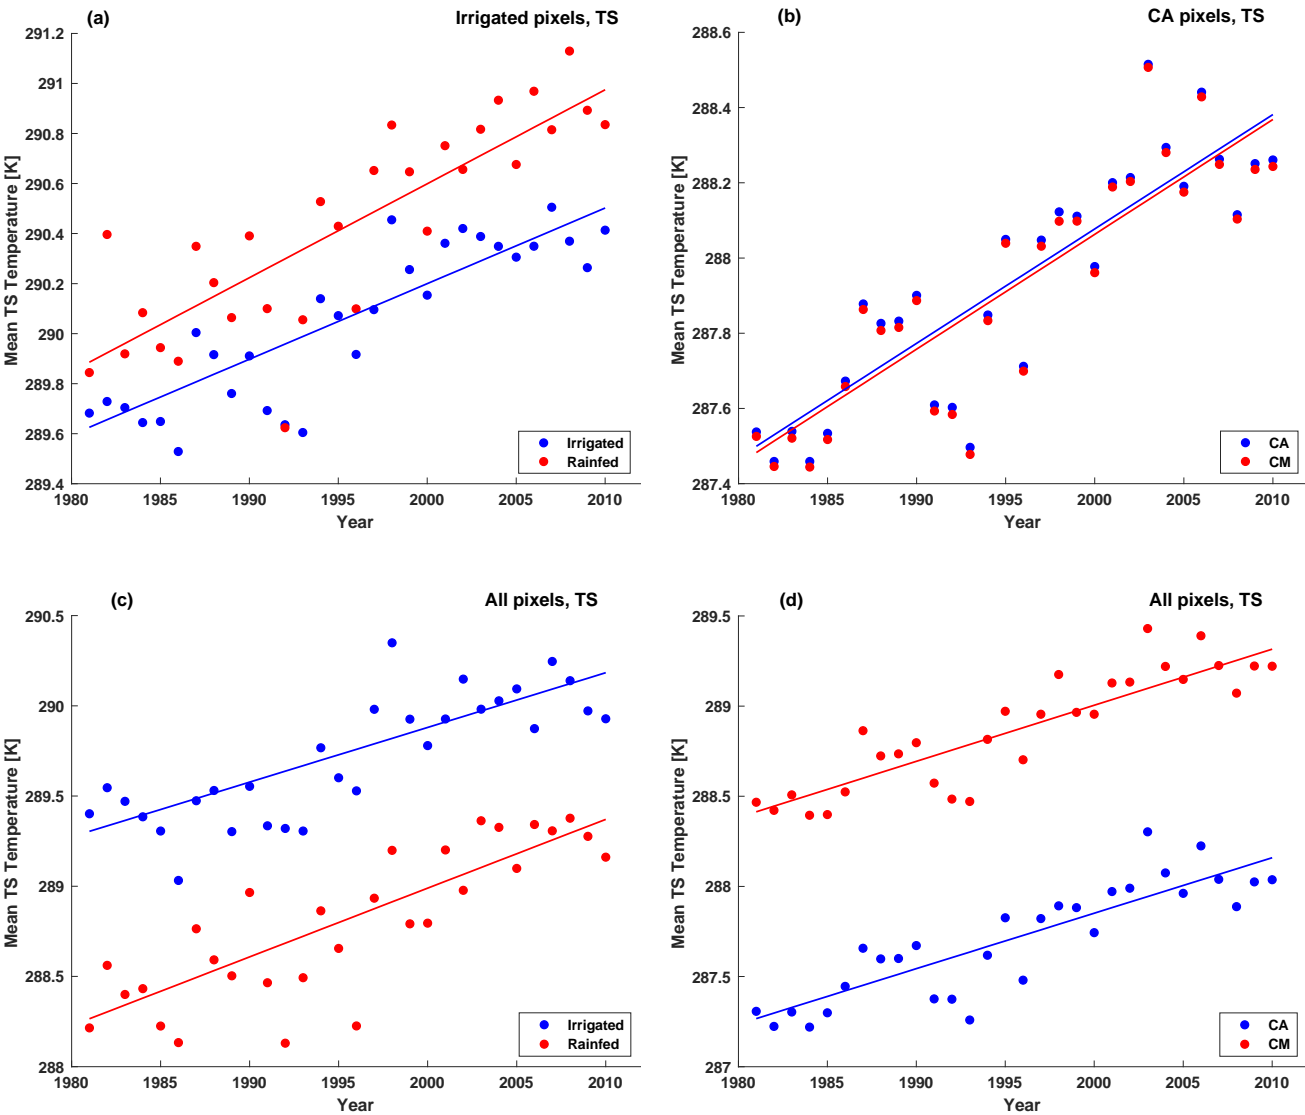 (a)
Irrigated pixels, TS
291.2
291
290.8
290.6
290.4
290.2
290
289.8
289.6
289.4
Mean TS Temperature [K]
1980 1985 1990 1995 2000 2005 2010
Year
Irrigated
Rainfed
(b)
CA pixels, TS
288.6
288.4
288.2
288
287.8
287.6
287.4
Mean TS Temperature [K]
1980 1985 1990 1995 2000 2005 2010
Year
CA
CM
(c)
All pixels, TS
290.5
290
289.5
289
288.5
288
Mean TS Temperature [K]
1980 1985 1990 1995 2000 2005 2010
Year
Irrigated
Rainfed
(d)
All pixels, TS
289.5
289
288.5
288
287.5
287
Mean TS Temperature [K]
1980 1985 1990 1995 2000 2005 2010
Year
CA
CM